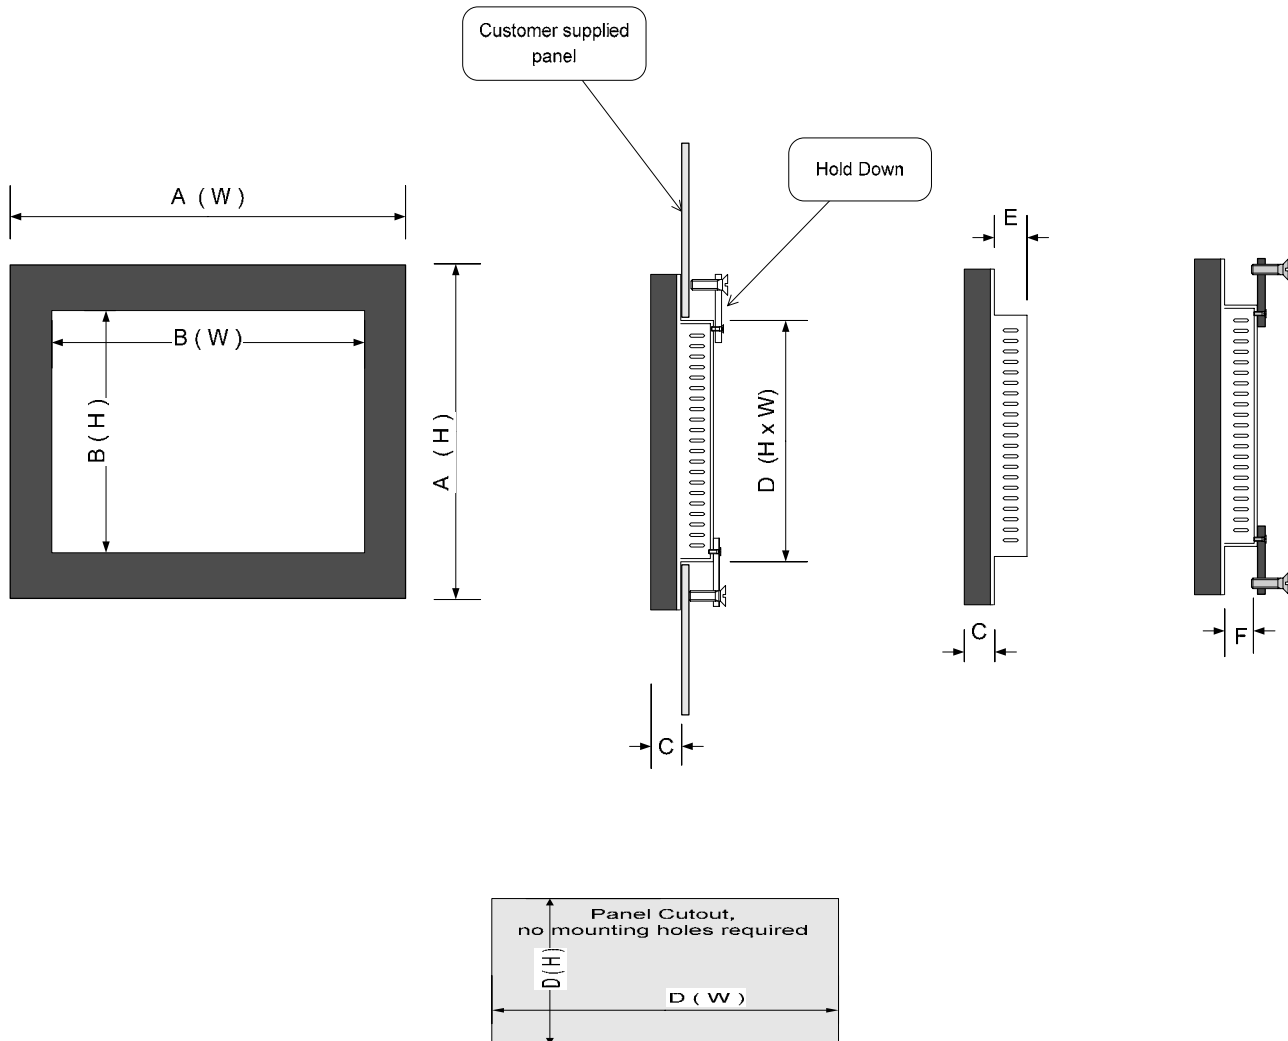 Customer supplied
panel
Hold Down
A ( W )
E
B ( W )
B ( H )
A ( H )
D (H x W)
C
F
C
Panel Cutout,
no mounting holes required
D(H)
D ( W )